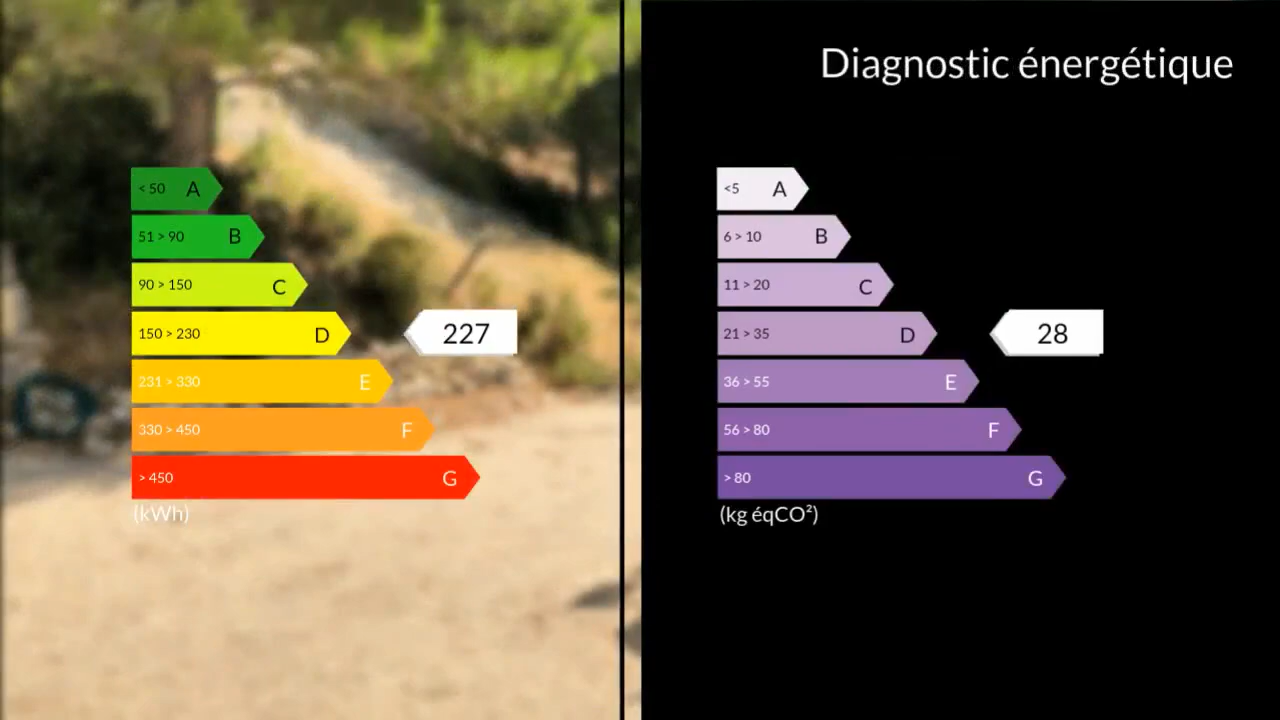 Diagnostic énergétique
< 50 A
51 > 90 B
90 > 150 C
150 > 230 D
227
231 > 330 E
330 > 450 F
> 450 G
(kWh)
<5 A
6 > 10 B
11 > 20 C
21 > 35 D
28
36 > 55 E
56 > 80 F
> 80 G
(kg éqCO²)